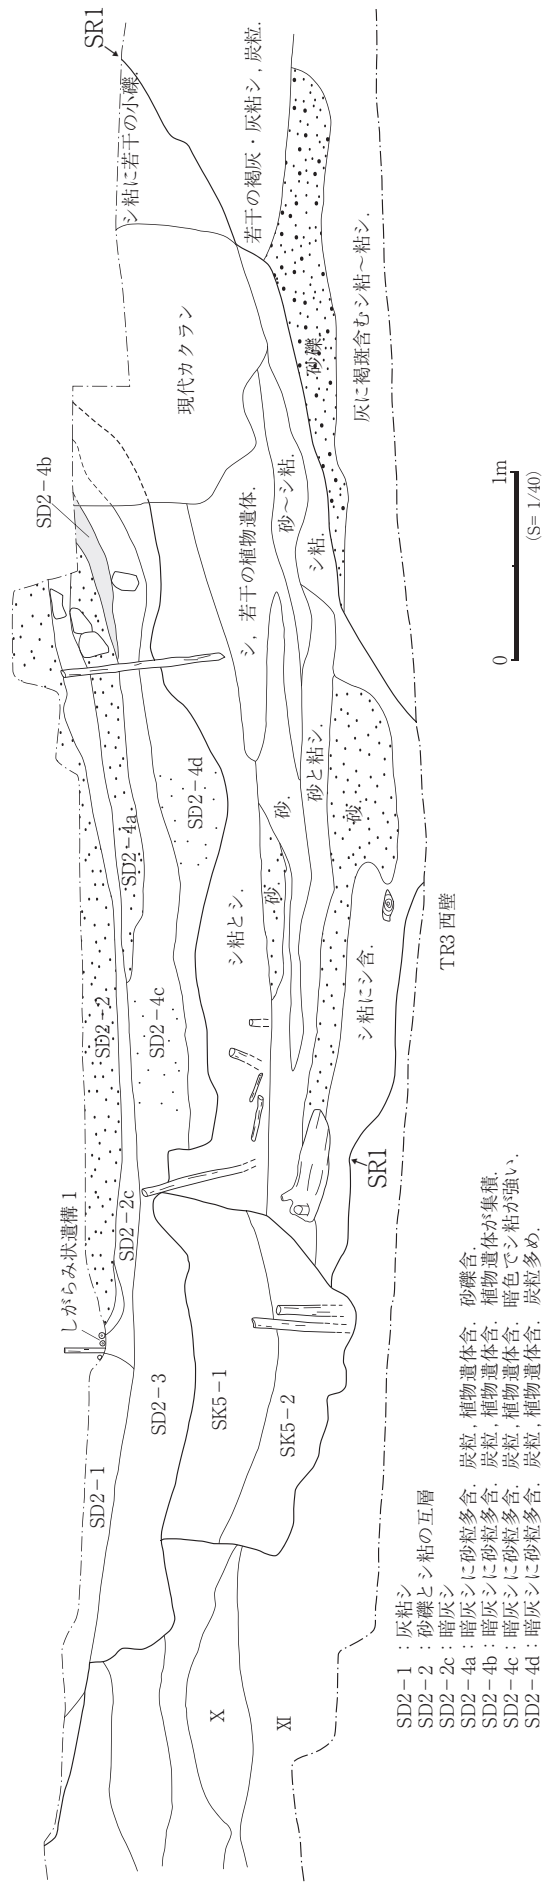 SR1
シ粘に若干の小礫.
若干の褐灰・灰粘シ, 炭粒.
現代カクラン
砂礫
灰に褐斑含むシ粘～粘シ.
SD2-4b
シ, 若干の植物遺体.
砂～シ粘.
シ粘.
SD2-4a
SD2-4d
砂.
砂と粘シ.
砂.
SD2-2
SD2-4c
シ粘とシ.
砂.
シ粘にシ含.
しがらみ状遺構 1
SD2-2c
SR1
SD2-1
SD2-3
SK5-1
SK5-2
Ⅹ
Ⅺ
0
1m
(S= 1/40)
TR3 西壁
SD2-1 : 灰粘シ
SD2-2 : 砂礫とシ粘の互層
SD2-2c : 暗灰シ
SD2-4a : 暗灰シに砂粒多含. 炭粒, 植物遺体含. 砂礫含.
SD2-4b : 暗灰シに砂粒多含. 炭粒, 植物遺体含. 植物遺体が集積.
SD2-4c : 暗灰シに砂粒多含. 炭粒, 植物遺体含. 暗色でシ粘が強い.
SD2-4d : 暗灰シに砂粒多含. 炭粒, 植物遺体含. 炭粒多め.